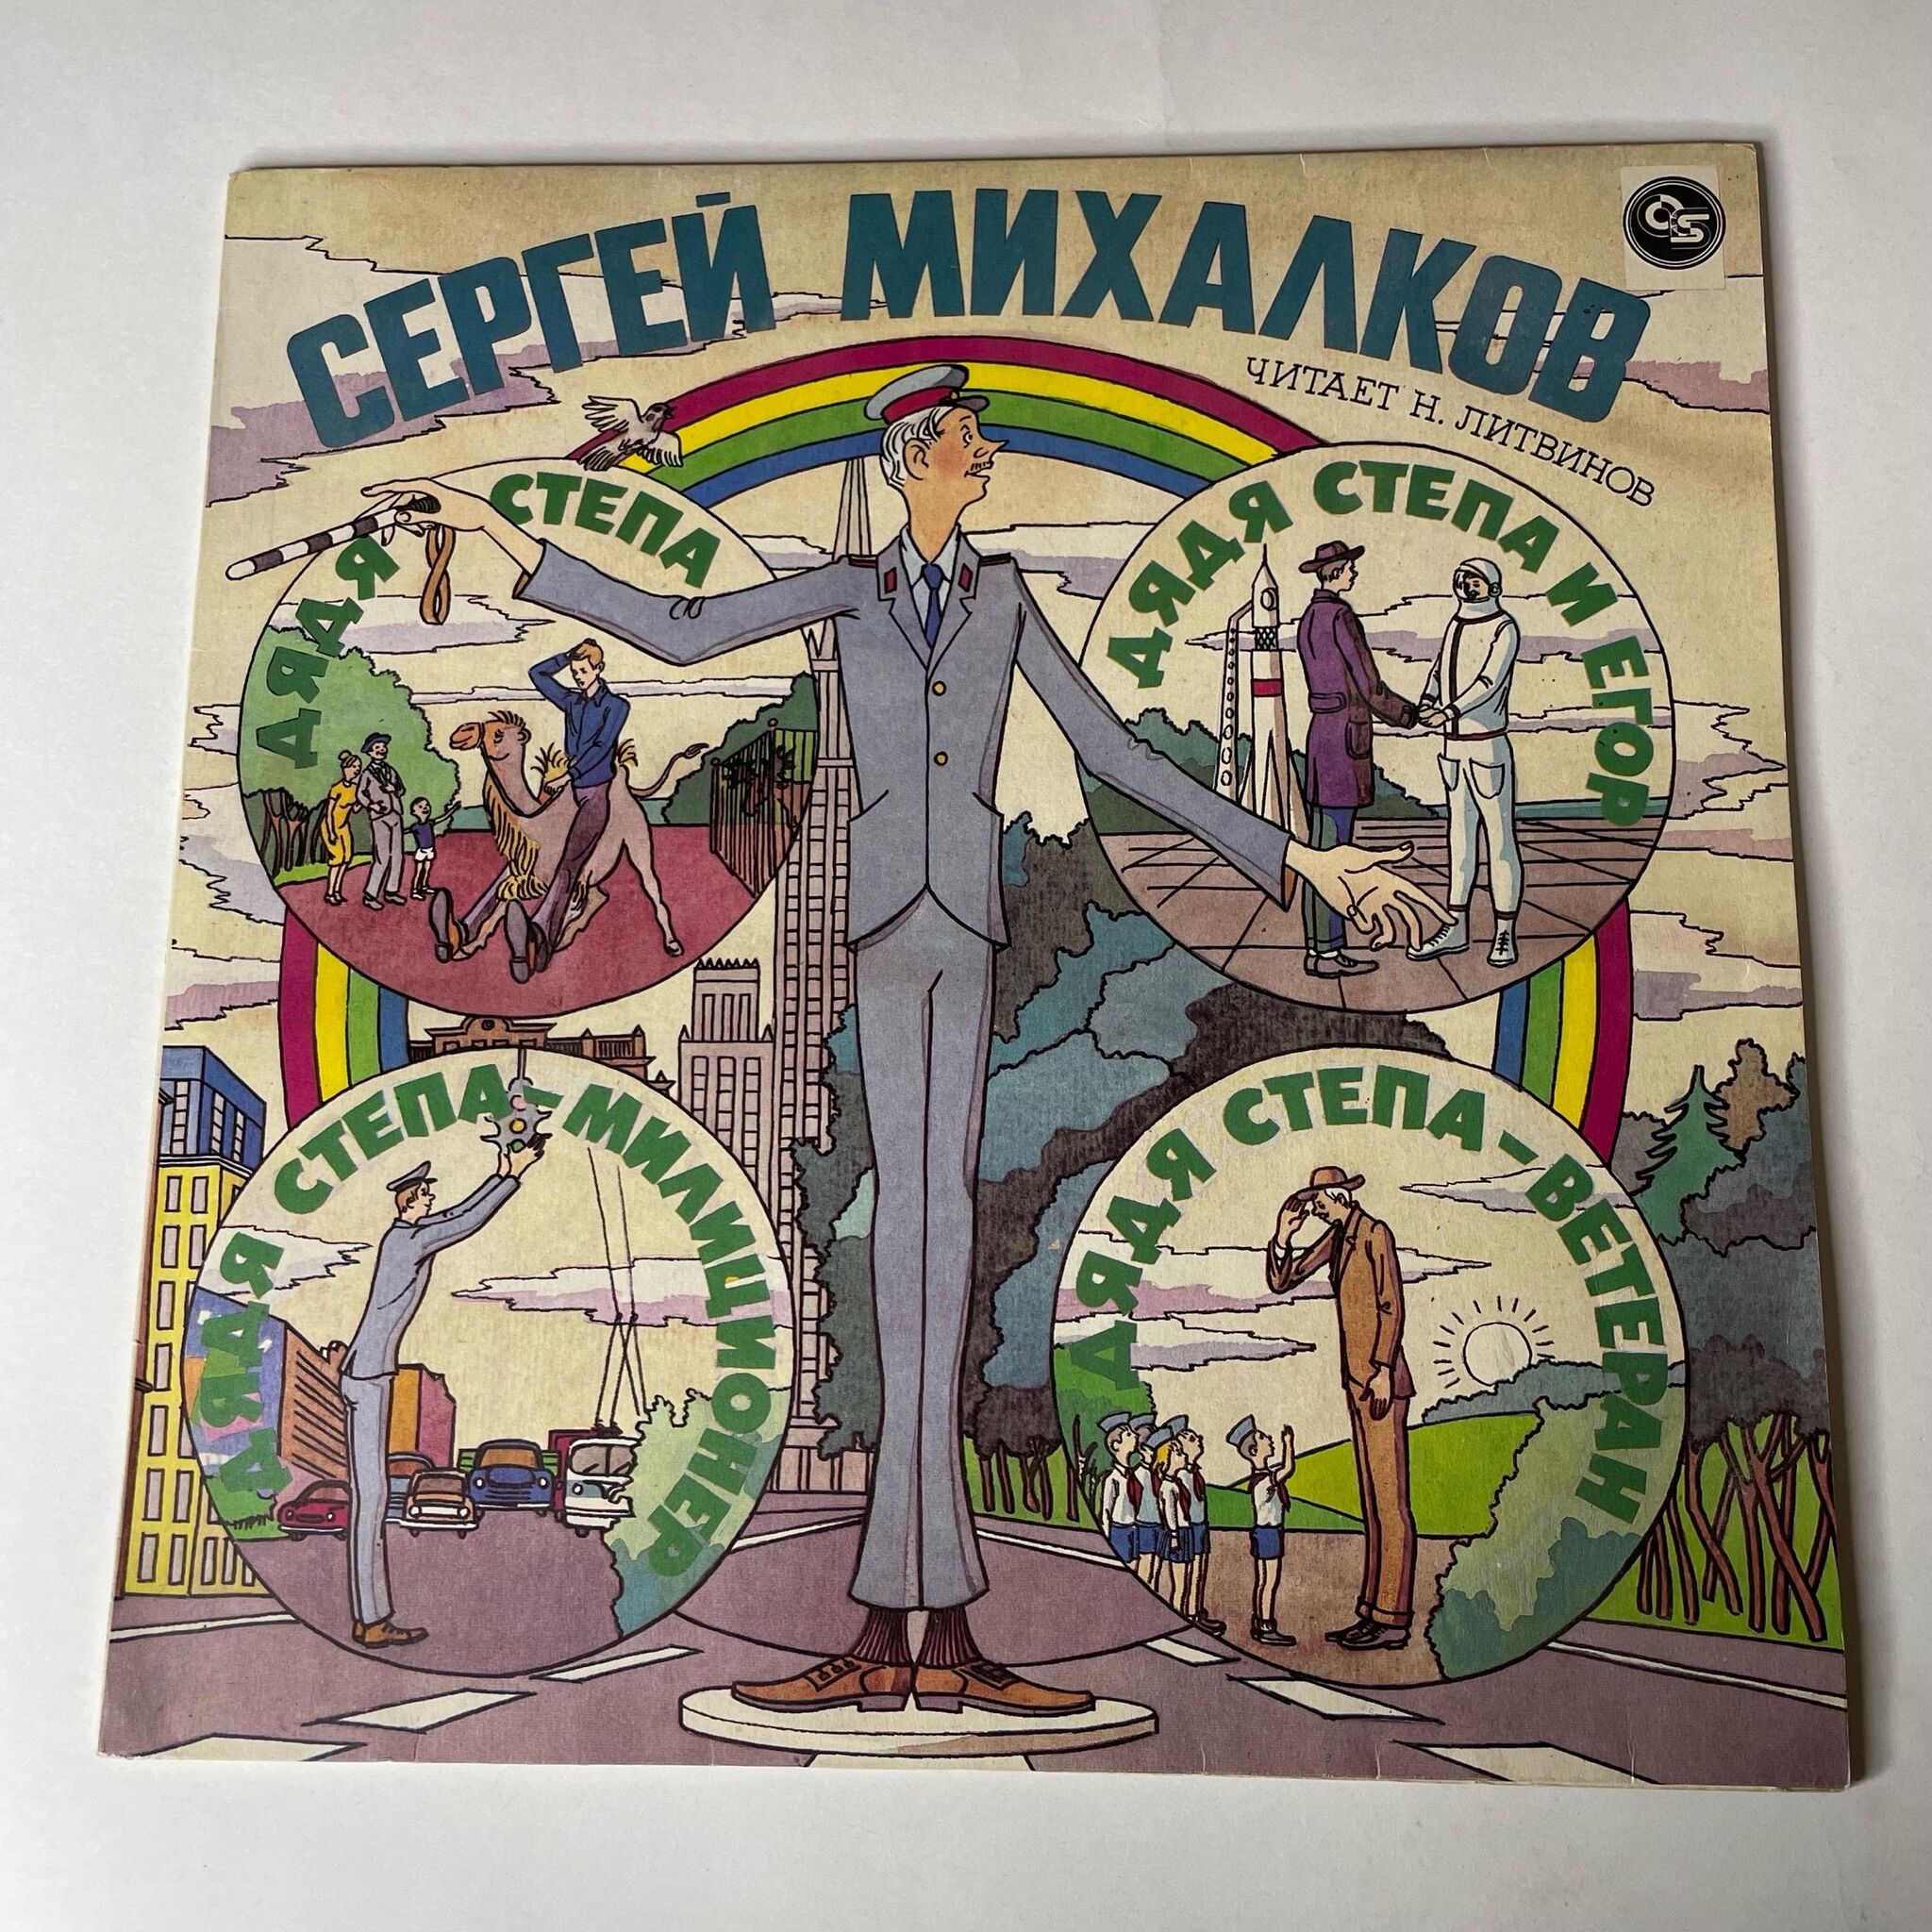 СЕРГЕЙ МИХАЛКОВ
ЧИТАЕТ Н. ЛИТВИНОВ
ДЯДЯ СТЕПА
ДЯДЯ СТЕПА И ЕГОР
ДЯДЯ СТЕПА-МИЛИЦИОНЕР
ДЯДЯ СТЕПА-ВЕТЕРАН